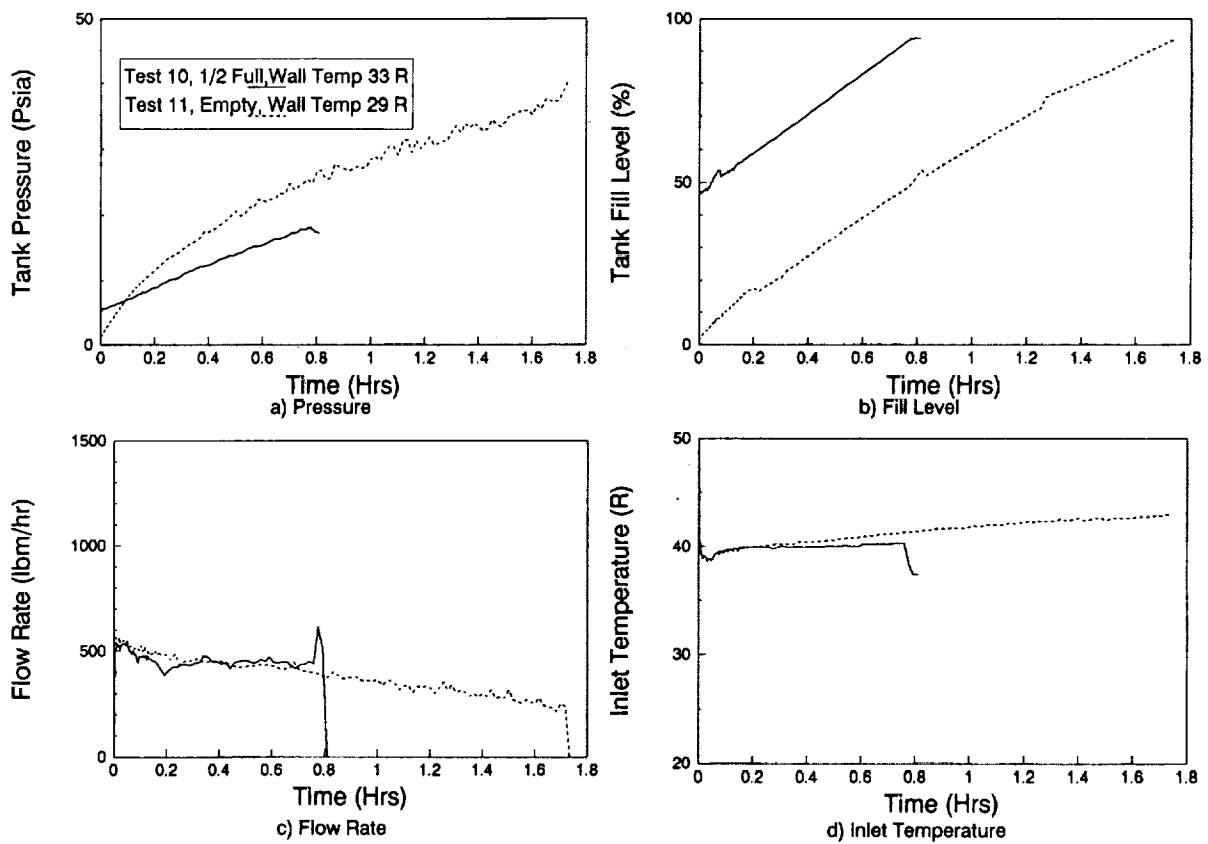 50
Tank Pressure (Psia)
Test 10, 1/2 Full,Wall Temp 33 R
Test 11, Empty, Wall Temp 29 R
0
0 0.2 0.4 0.6 0.8 1 1.2 1.4 1.6 1.8
Time (Hrs)
a) Pressure
100
Tank Fill Level (%)
50
0
0 0.2 0.4 0.6 0.8 1 1.2 1.4 1.6 1.8
Time (Hrs)
b) Fill Level
1500
Flow Rate (lbm/hr)
1000
500
0
0 0.2 0.4 0.6 0.8 1 1.2 1.4 1.6 1.8
Time (Hrs)
c) Flow Rate
50
Inlet Temperature (R)
40
30
20
0 0.2 0.4 0.6 0.8 1 1.2 1.4 1.6 1.8
Time (Hrs)
d) Inlet Temperature